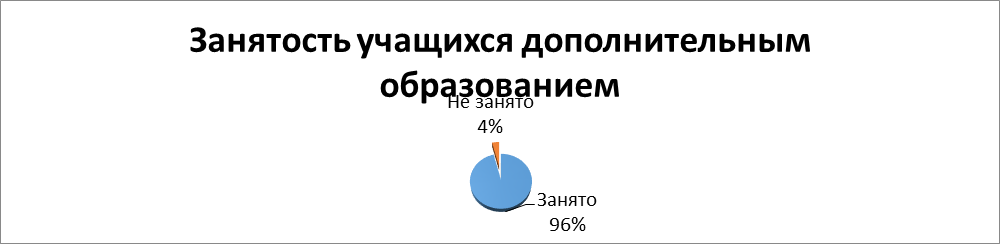 Занятость учащихся дополнительным
образованием
Не занято
4%
Занято
96%